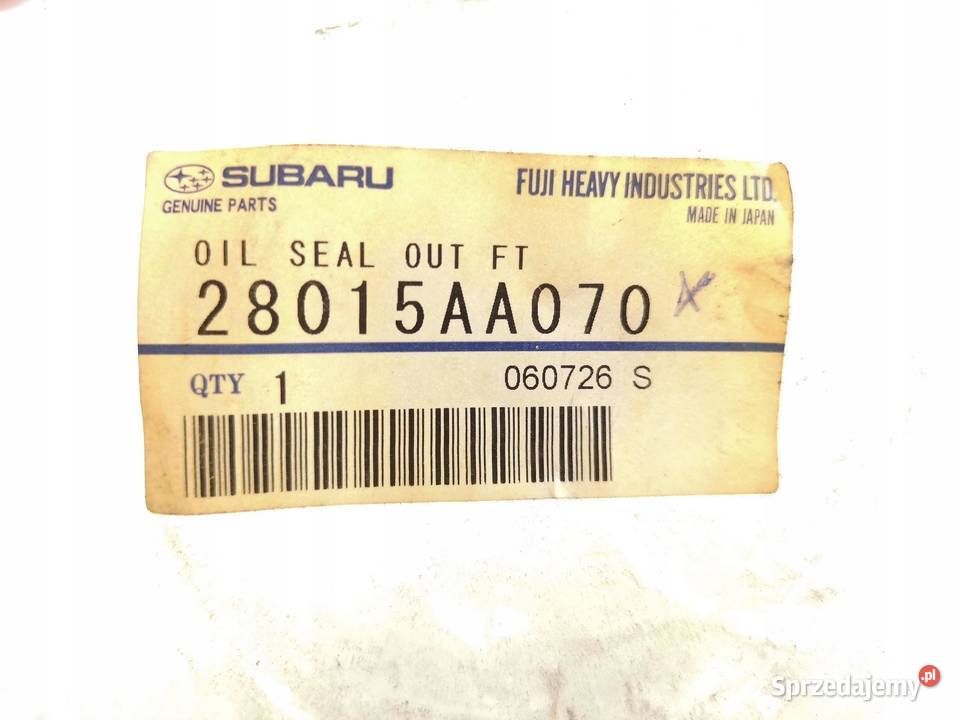 SUBARU FUJI HEAVY INDUSTRIES LTD.
GENUINE PARTS MADE IN JAPAN
OIL SEAL OUT FT
28015AA070
QTY 1 060726 S
Sprzedajemy.pl